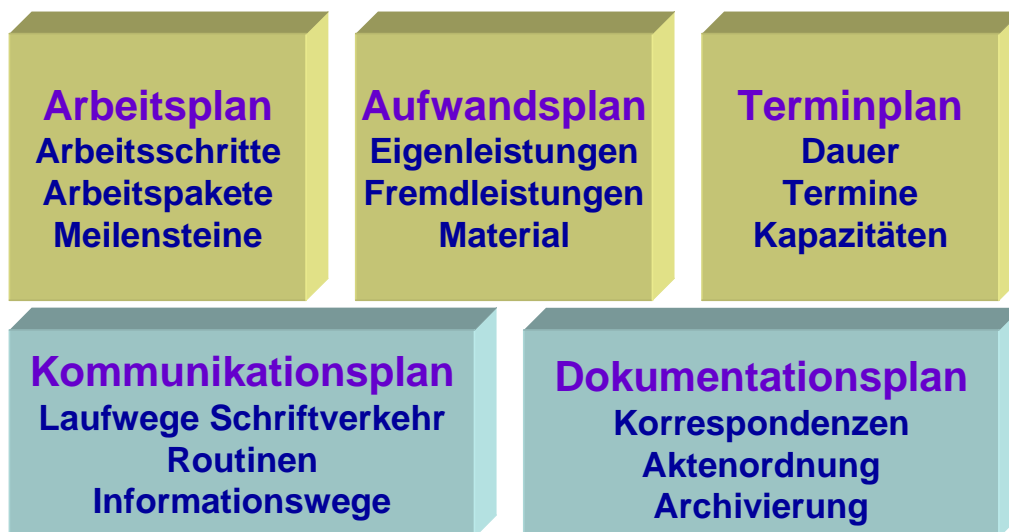 Arbeitsplan
Arbeitsschritte
Arbeitspakete
Meilensteine
Aufwandsplan
Eigenleistungen
Fremdleistungen
Material
Terminplan
Dauer
Termine
Kapazitäten
Kommunikationsplan
Laufwege Schriftverkehr
Routinen
Informationswege
Dokumentationsplan
Korrespondenzen
Aktenordnung
Archivierung